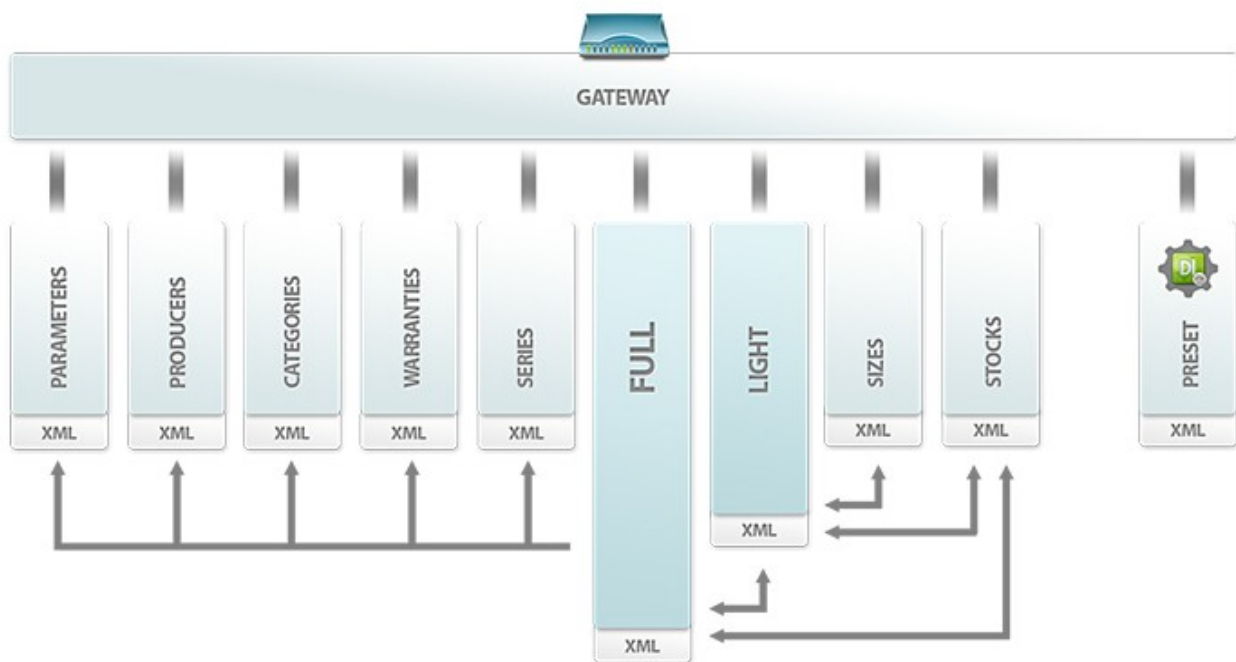 GATEWAY
PARAMETERS
PRODUCERS
CATEGORIES
WARRANTIES
SERIES
FULL
LIGHT
SIZES
STOCKS
PRESET
XML
XML
XML
XML
XML
XML
XML
XML
XML
XML